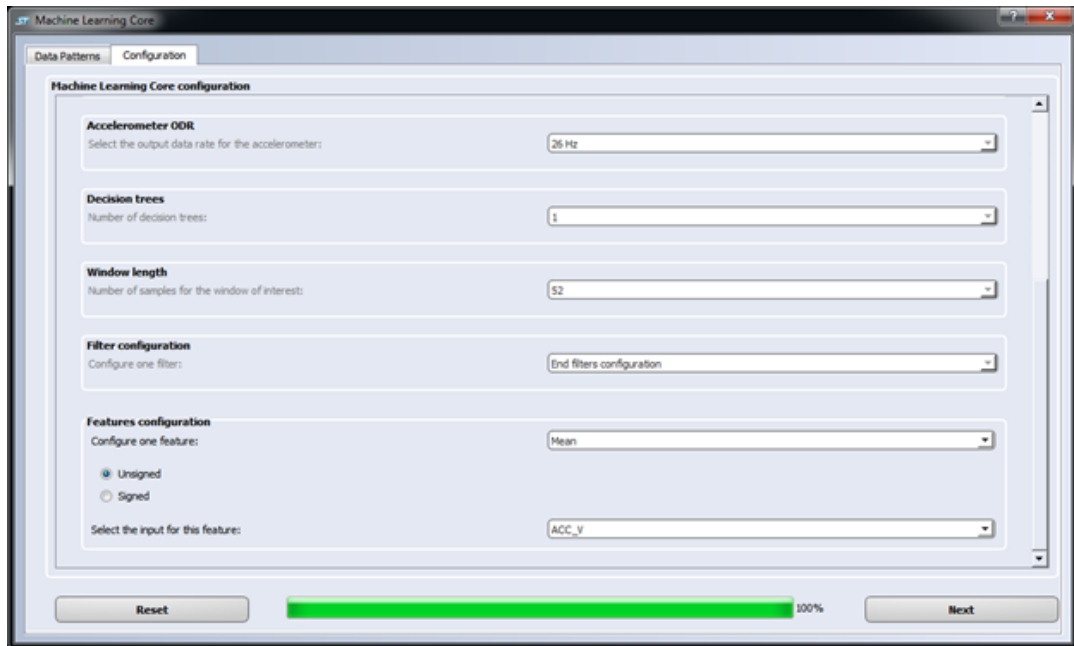 ST Machine Learning Core
Data Patterns Configuration
Machine Learning Core configuration
Accelerometer ODR
Select the output data rate for the accelerometer: 26 Hz
Decision trees
Number of decision trees: 1
Window length
Number of samples for the window of interest: 52
Filter configuration
Configure one filter: End filters configuration
Features configuration
Configure one feature: Mean
Unsigned
Signed
Select the input for this feature: ACC_V
Reset 100% Next